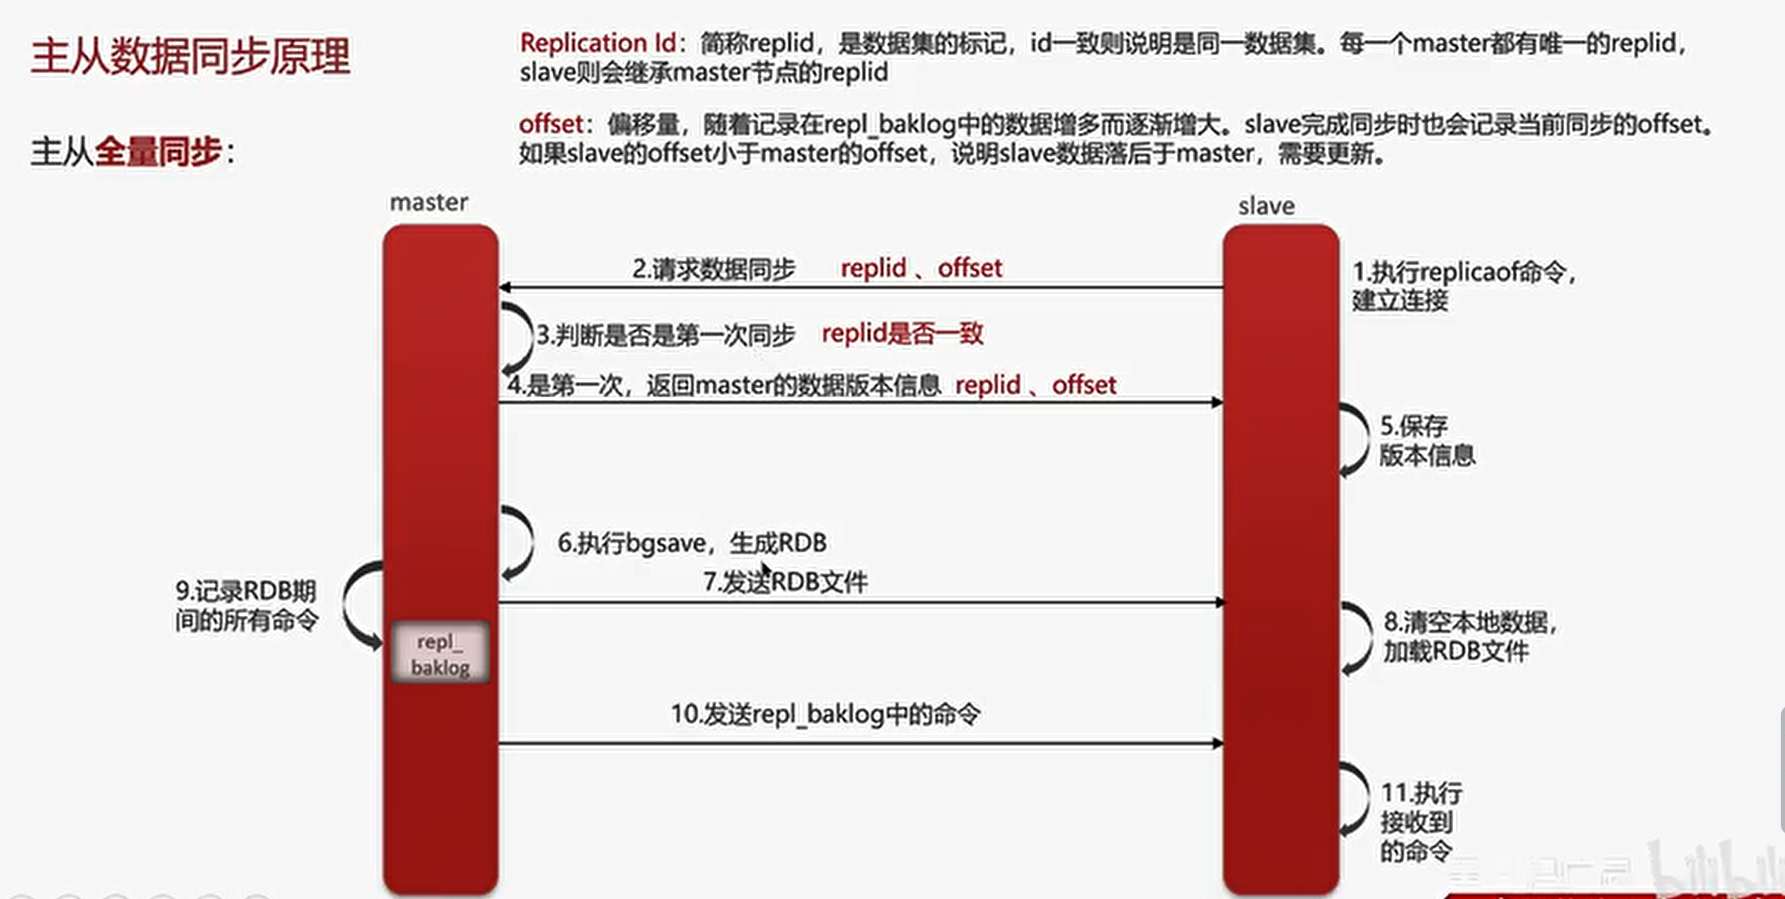 主从数据同步原理
Replication Id：简称replid，是数据集的标记，id一致则说明是同一数据集。每一个master都有唯一的replid，
slave则会继承master节点的replid
主从全量同步：
offset：偏移量，随着记录在repl_baklog中的数据增多而逐渐增大。slave完成同步时也会记录当前同步的offset。
如果slave的offset小于master的offset，说明slave数据落后于master，需要更新。
master
slave
1.执行replicaof命令，
建立连接
2.请求数据同步 replid 、offset
3.判断是否是第一次同步 replid是否一致
4.是第一次，返回master的数据版本信息 replid 、offset
5.保存
版本信息
6.执行bgsave，生成RDB
7.发送RDB文件
8.清空本地数据，
加载RDB文件
9.记录RDB期
间的所有命令
repl_
baklog
10.发送repl_baklog中的命令
11.执行
接收到
的命令